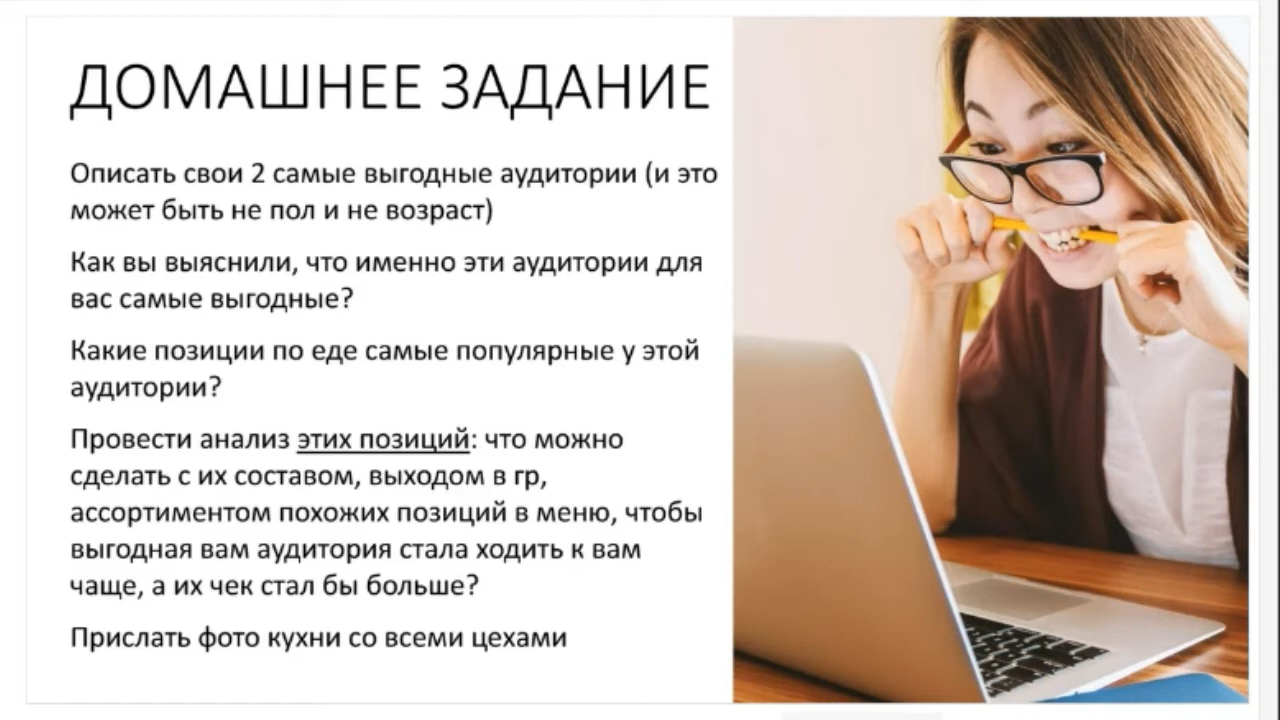 ДОМАШНЕЕ ЗАДАНИЕ
Описать свои 2 самые выгодные аудитории (и это
может быть не пол и не возраст)
Как вы выяснили, что именно эти аудитории для
вас самые выгодные?
Какие позиции по еде самые популярные у этой
аудитории?
Провести анализ этих позиций: что можно
сделать с их составом, выходом в гр,
ассортиментом похожих позиций в меню, чтобы
выгодная вам аудитория стала ходить к вам
чаще, а их чек стал бы больше?
Прислать фото кухни со всеми цехами